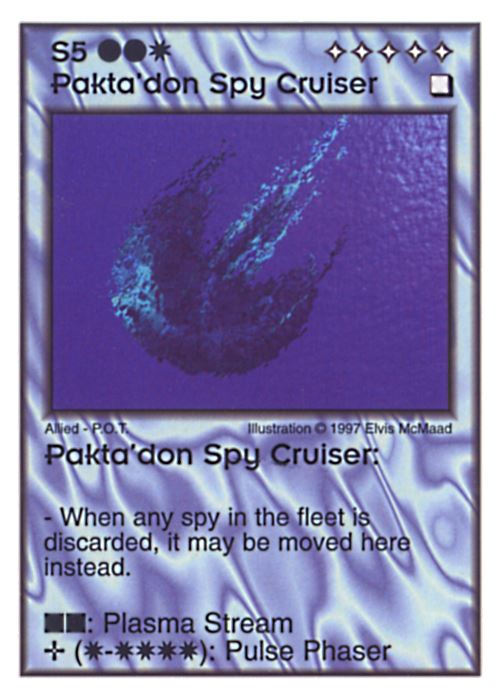 S5 ●●✷ ✧✧✧✧✧
Pakta'don Spy Cruiser
Allied - P.O.T. Illustration © 1997 Elvis McMaad
Pakta'don Spy Cruiser:
- When any spy in the fleet is
discarded, it may be moved here
instead.
■■: Plasma Stream
✛ (✷-✷✷✷✷): Pulse Phaser